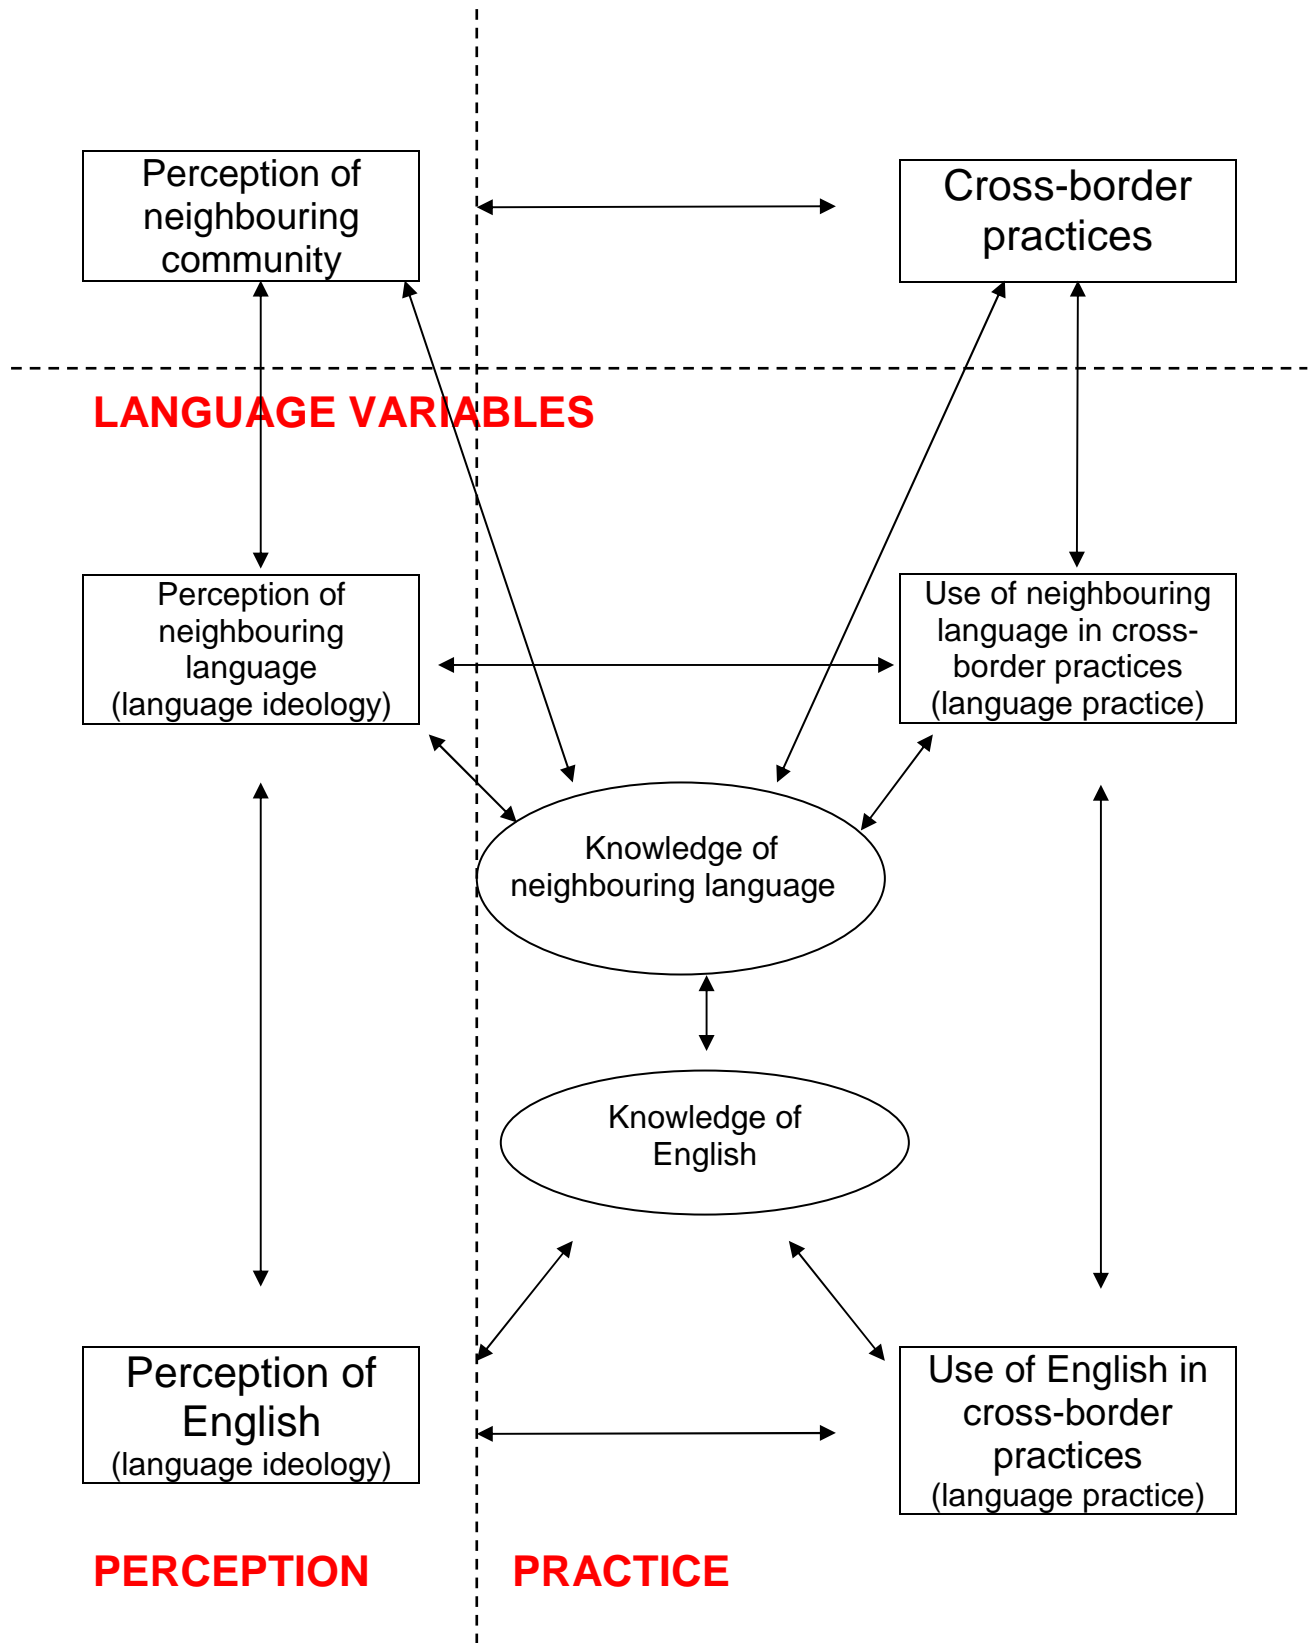 Perception of
neighbouring
community
Cross-border
practices
LANGUAGE VARIABLES
Perception of
neighbouring
language
(language ideology)
Use of neighbouring
language in cross-
border practices
(language practice)
Knowledge of
neighbouring language
Knowledge of
English
Perception of
English
(language ideology)
Use of English in
cross-border
practices
(language practice)
PERCEPTION
PRACTICE